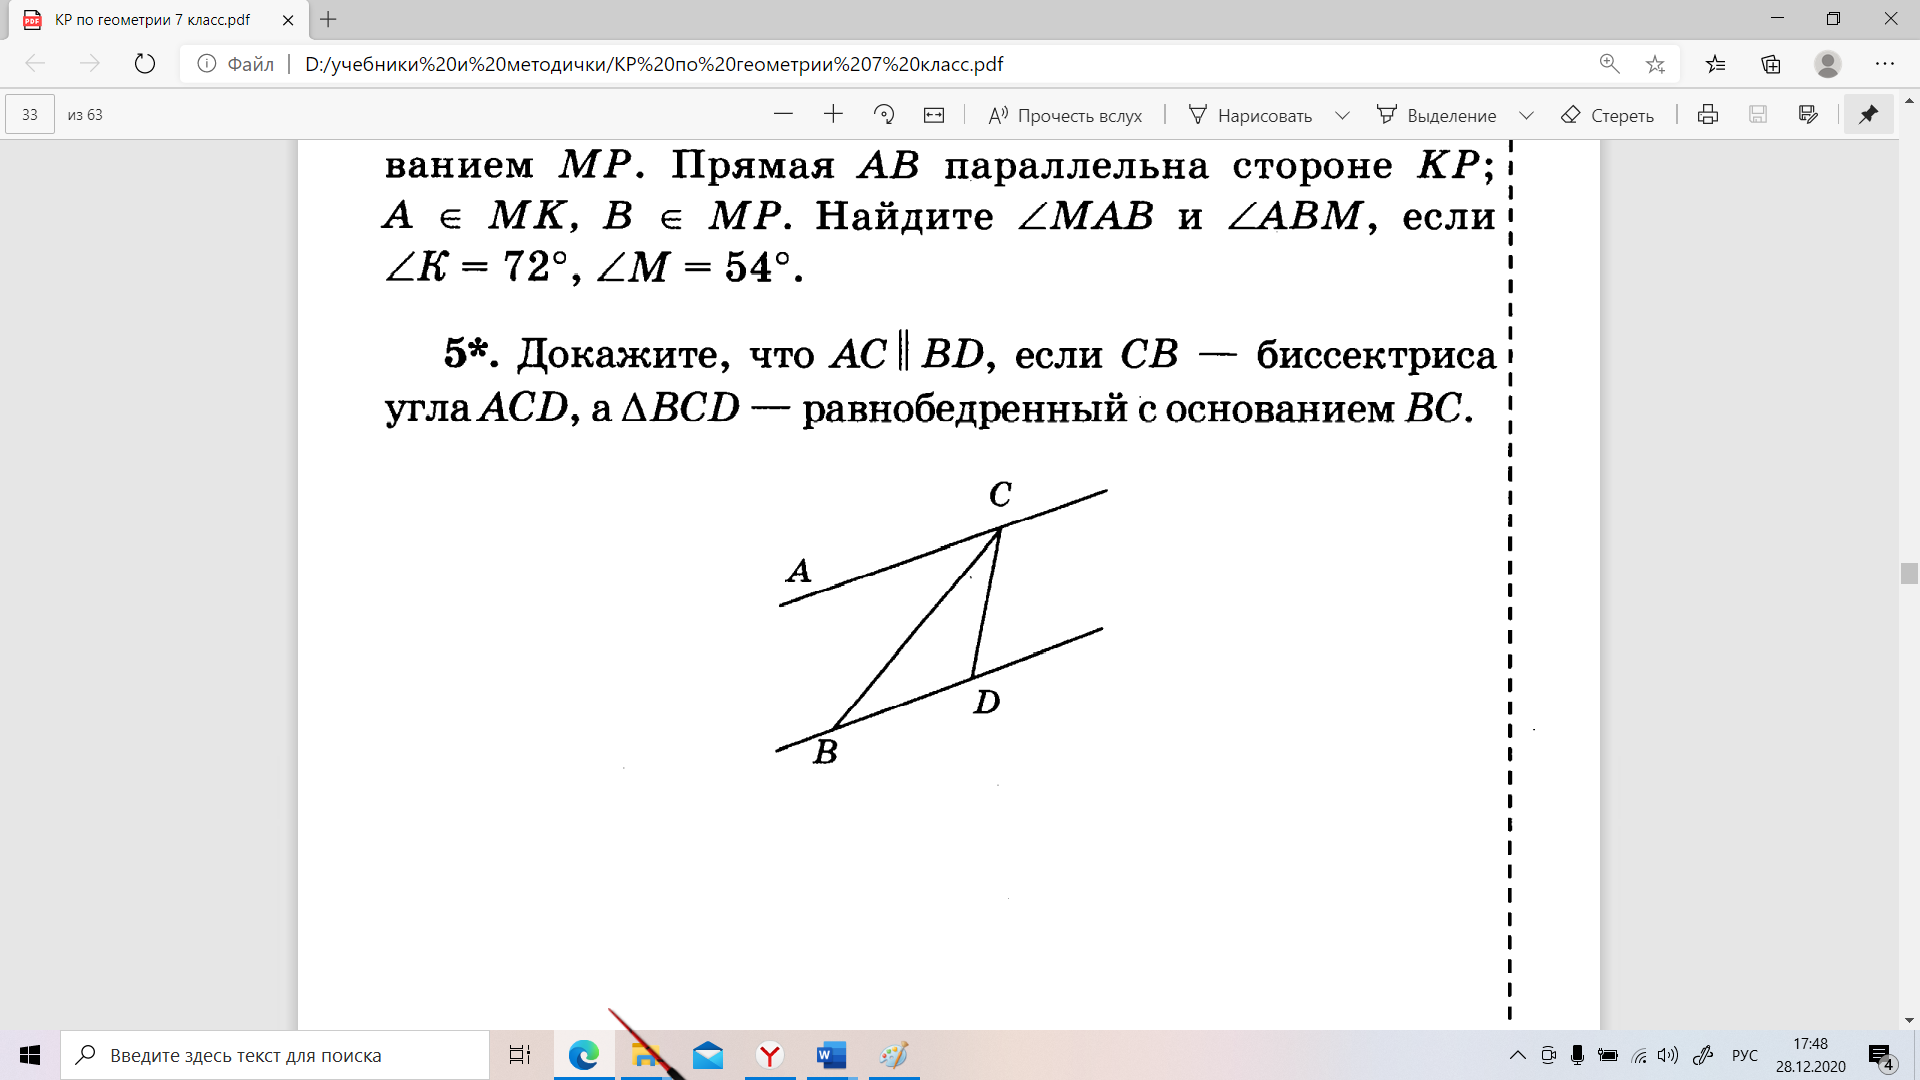 КР по геометрии 7 класс.pdf
Файл | D:/учебники%20и%20методички/КР%20по%20геометрии%207%20класс.pdf
33 из 63 Прочесть вслух Нарисовать Выделение Стереть
ванием MP. Прямая AB параллельна стороне KP;
A ∈ MK, B ∈ MP. Найдите ∠MAB и ∠ABM, если
∠K = 72°, ∠M = 54°.
5*. Докажите, что AC || BD, если CB — биссектриса
угла ACD, а ΔBCD — равнобедренный с основанием BC.
C
A
D
B
Введите здесь текст для поиска
РУС
17:48
28.12.2020
4